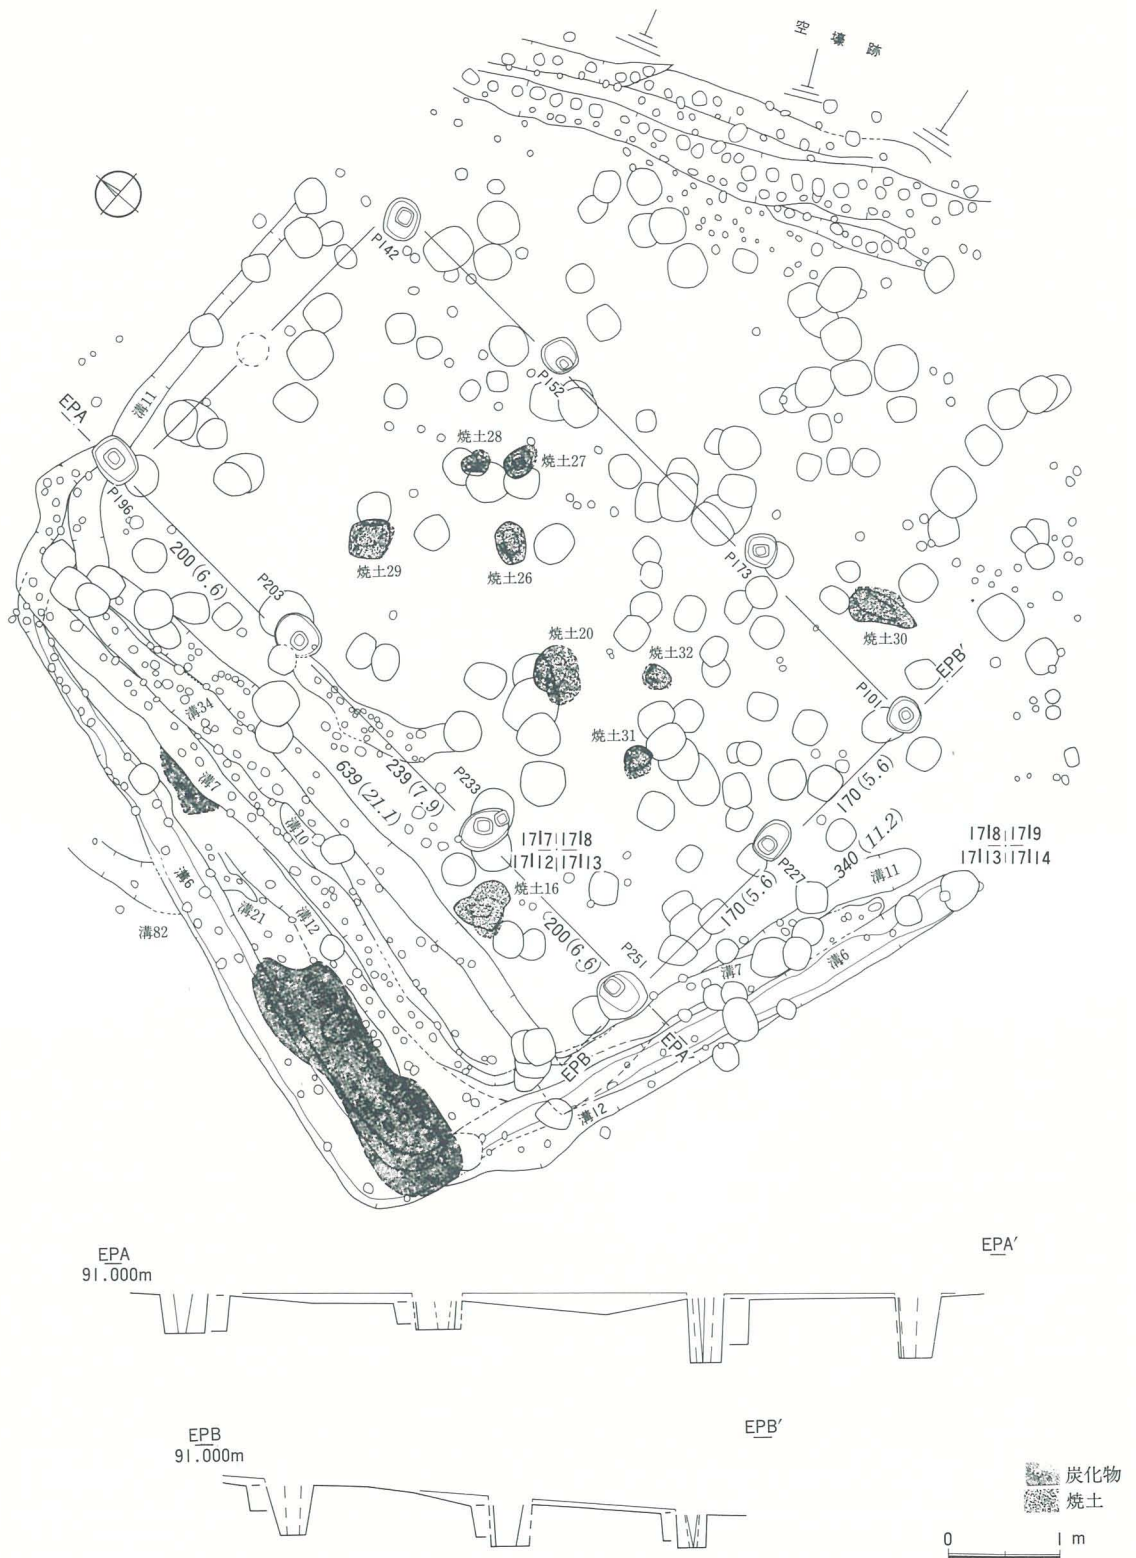 空壕跡
P142
溝11
P152
EPA
焼土28
焼土27
P196
200(6.6)
P173
焼土29
焼土26
P203
焼土30
焼土20
焼土32
EPB′
P101
溝34
焼土31
溝7
639(21.1)
239(7.9)
P233
170(5.6)
溝10
1717 1718
1712 1713
1718 1719
1713 1714
P227
340(11.2)
溝11
溝6
焼土16
170(5.6)
溝21
溝12
溝82
200(6.6)
P251
溝7
溝6
EPA′
EPB
溝12
EPA
91.000m
EPA′
EPB
91.000m
EPB′
炭化物
焼土
0 1 m